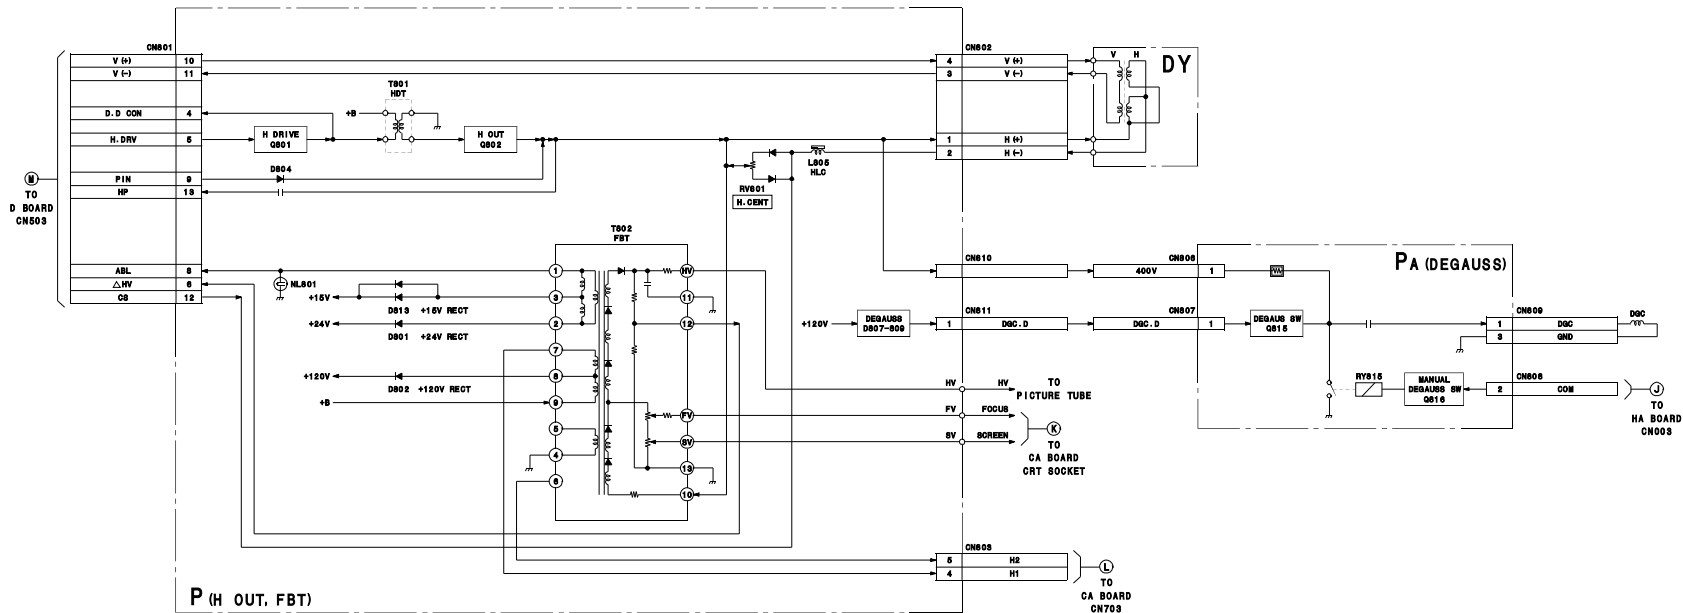 CN801
V (+) 10
V (-) 11
D.D CON 4
H.DRV 5
PIN 9
HP 13
ABL 8
△HV 6
CS 12
M
TO
D BOARD
CN503
H DRIVE
Q801
+B
T801
HDT
H OUT
Q802
D804
NL801
+15V
D813 +15V RECT
+24V
D801 +24V RECT
+120V
D802 +120V RECT
+B
T802
FBT
1
3
2
7
8
9
5
4
6
HV
11
12
FV
SV
13
10
RV801
H.CENT
L805
HLC
CN802
4 V (+)
3 V (-)
1 H (+)
2 H (-)
V H
DY
CN810
CN806
400V 1
CN811
1 DGC.D
CN807
DGC.D 1
+120V
DEGAUSS
D807-809
HV HV
TO
PICTURE TUBE
FV FOCUS
SV SCREEN
K
TO
CA BOARD
CRT SOCKET
CN803
5 H2
4 H1
L
TO
CA BOARD
CN703
P (H OUT, FBT)
PA (DEGAUSS)
DEGAUS SW
Q815
RY815
MANUAL
DEGAUSS SW
Q816
CN809
1 DGC
3 GND
DGC
CN808
2 COM
J
TO
HA BOARD
CN003